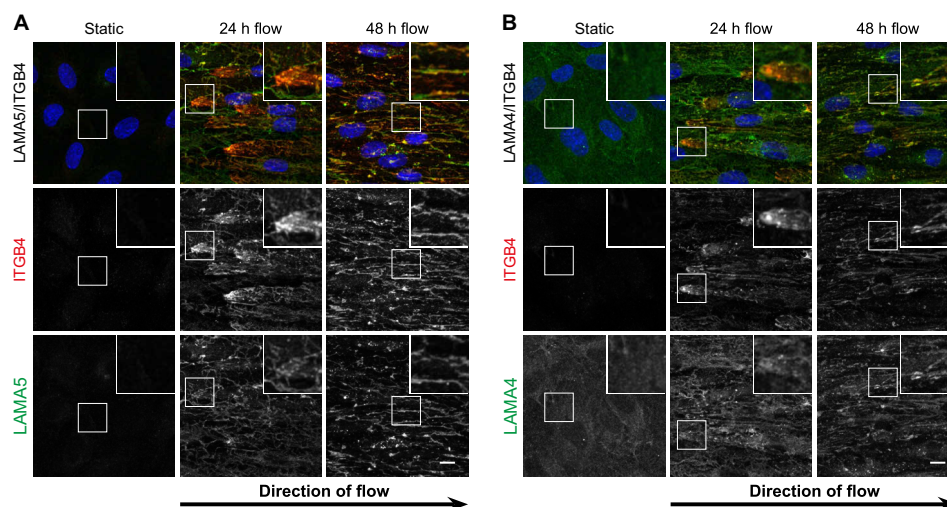 A
Static
24 h flow
48 h flow
LAMA5/ITGB4
ITGB4
LAMA5
Direction of flow
B
Static
24 h flow
48 h flow
LAMA4/ITGB4
ITGB4
LAMA4
Direction of flow